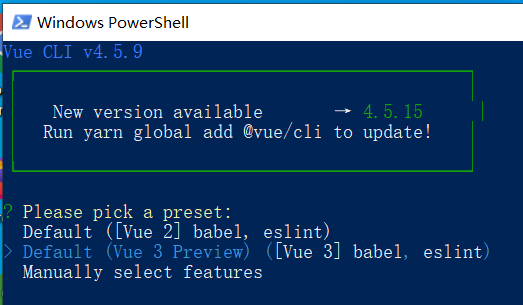 Windows PowerShell
Vue CLI v4.5.9
New version available → 4.5.15
Run yarn global add @vue/cli to update!
? Please pick a preset:
Default ([Vue 2] babel, eslint)
> Default (Vue 3 Preview) ([Vue 3] babel, eslint)
Manually select features